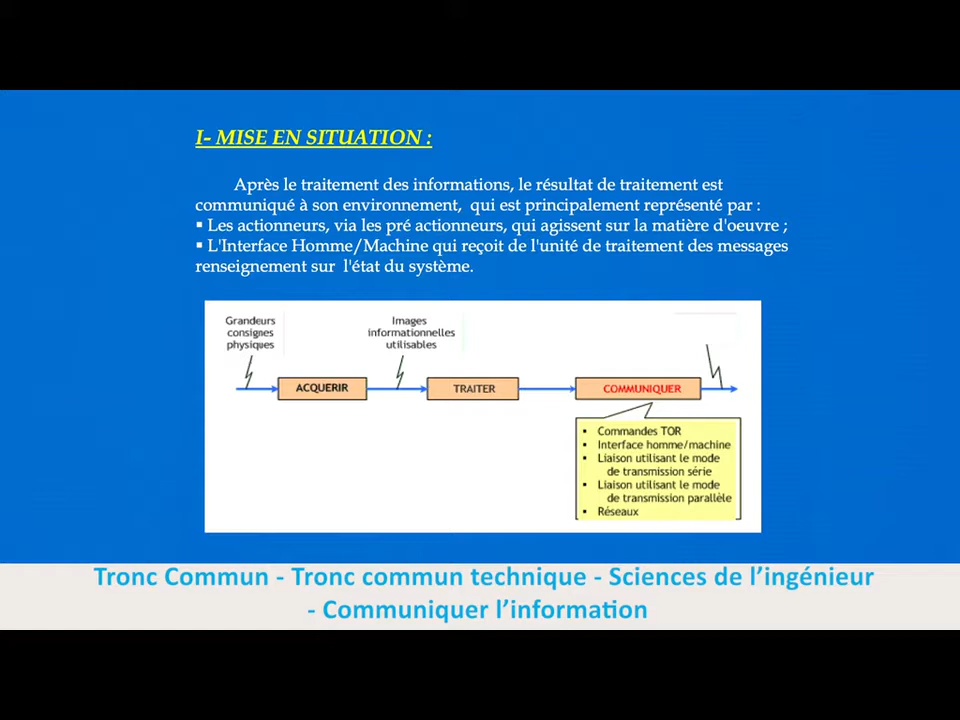 I- MISE EN SITUATION :
Après le traitement des informations, le résultat de traitement est
communiqué à son environnement, qui est principalement représenté par :
▪ Les actionneurs, via les pré actionneurs, qui agissent sur la matière d'oeuvre ;
▪ L'Interface Homme/Machine qui reçoit de l'unité de traitement des messages
renseignement sur l'état du système.
Grandeurs
consignes
physiques
Images
informationnelles
utilisables
ACQUERIR
TRAITER
COMMUNIQUER
▪ Commandes TOR
▪ Interface homme/machine
▪ Liaison utilisant le mode
de transmission série
▪ Liaison utilisant le mode
de transmission parallèle
▪ Réseaux
Tronc Commun - Tronc commun technique - Sciences de l’ingénieur
- Communiquer l’information